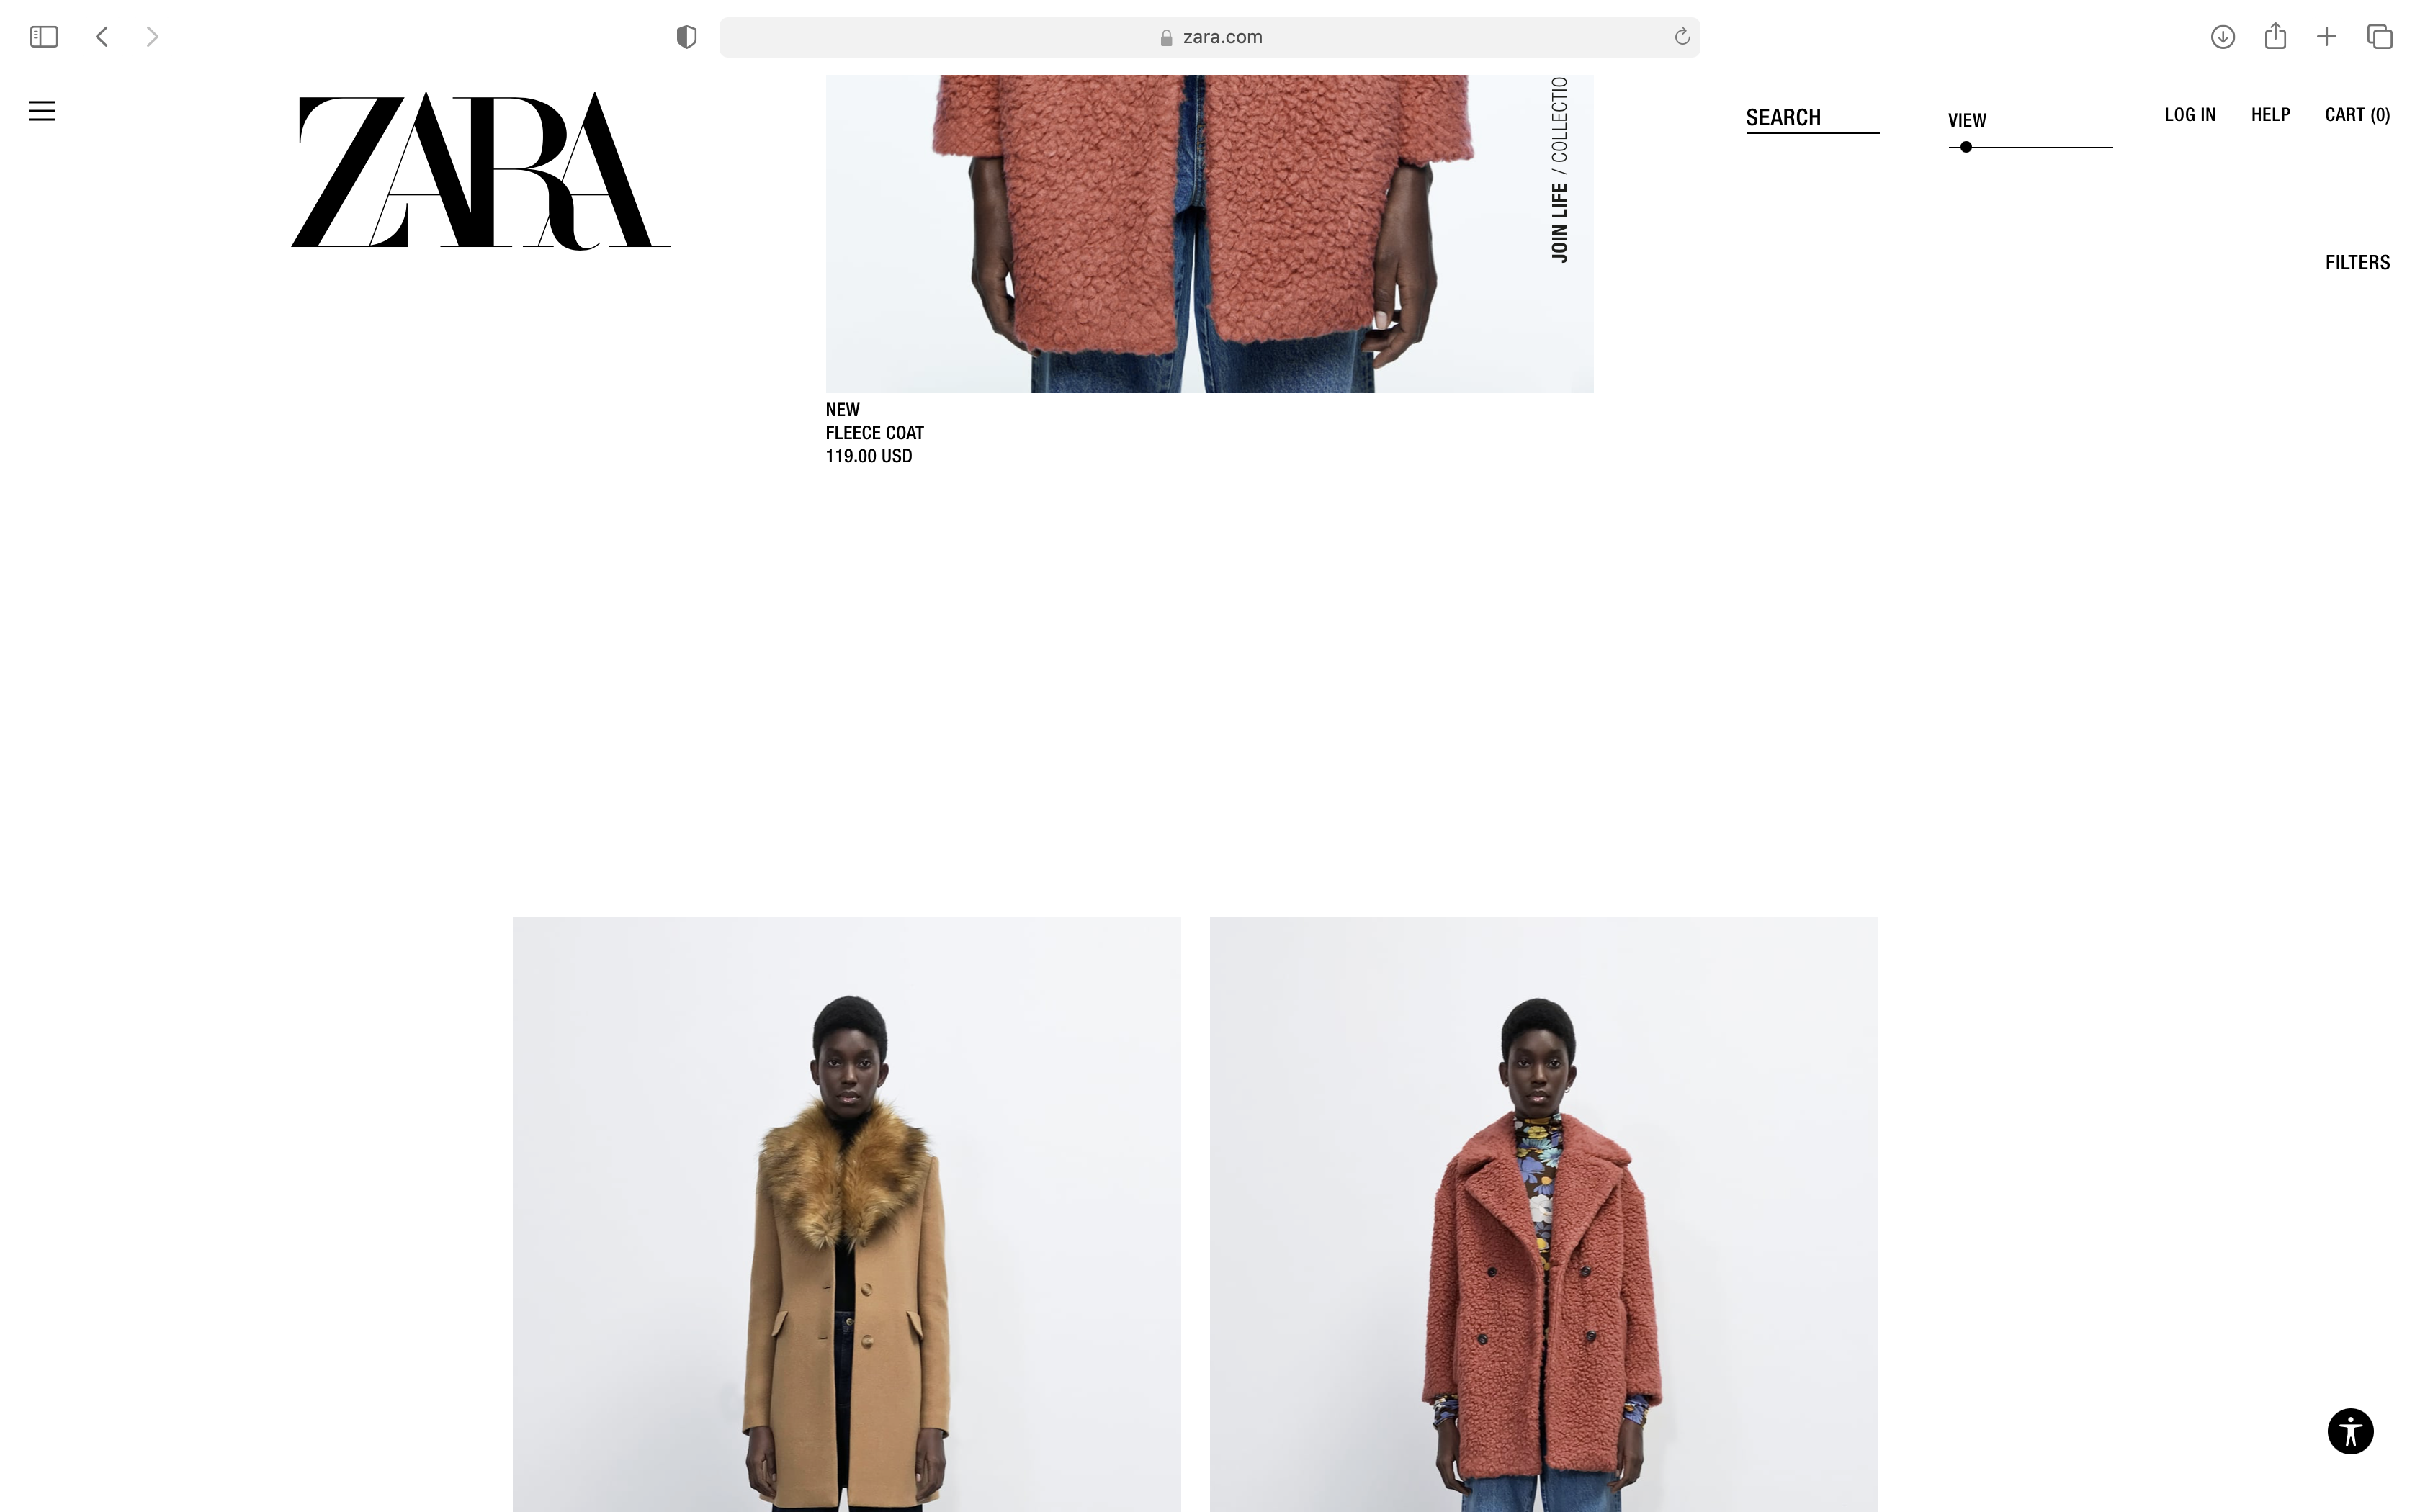 zara.com
ZARA
SEARCH
VIEW
LOG IN
HELP
CART (0)
JOIN LIFE / COLLECTIO
FILTERS
NEW
FLEECE COAT
119.00 USD